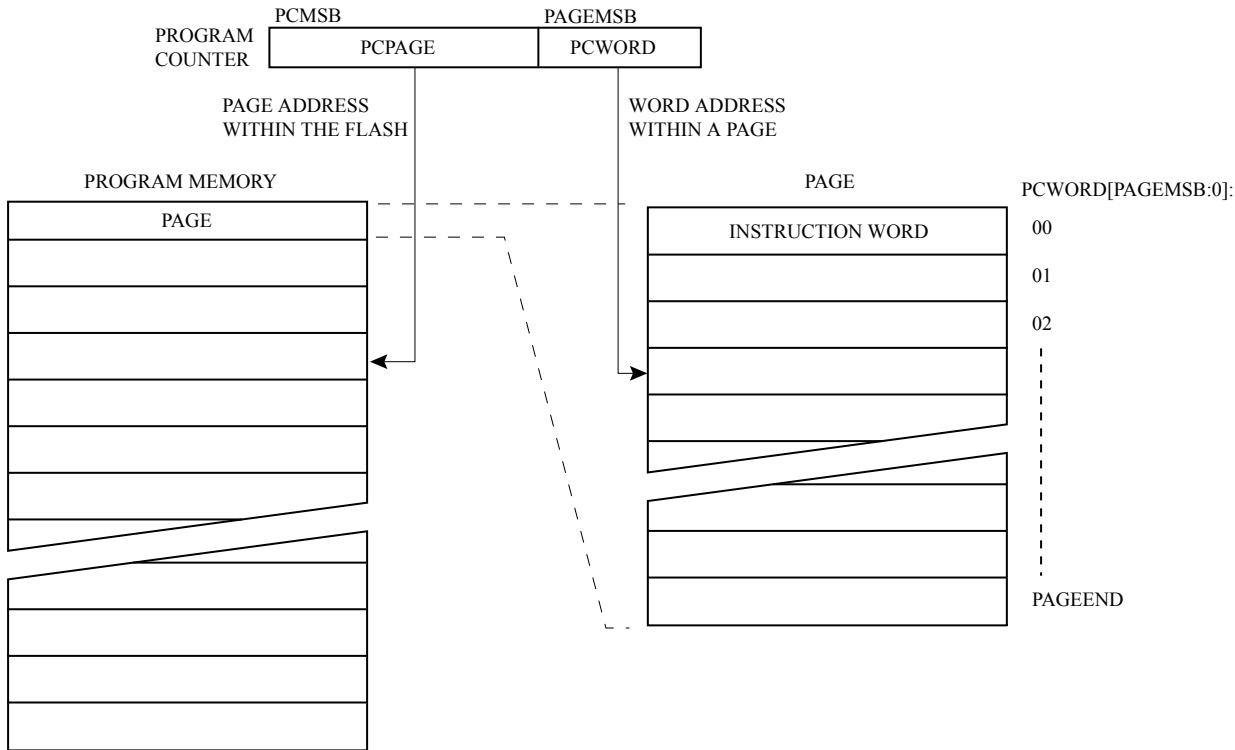 PCMSB
PAGEMSB
PROGRAM
COUNTER
PCPAGE
PCWORD
PAGE ADDRESS
WITHIN THE FLASH
WORD ADDRESS
WITHIN A PAGE
PROGRAM MEMORY
PAGE
PAGE
PCWORD[PAGEMSB:0]:
INSTRUCTION WORD
00
01
02
PAGEEND